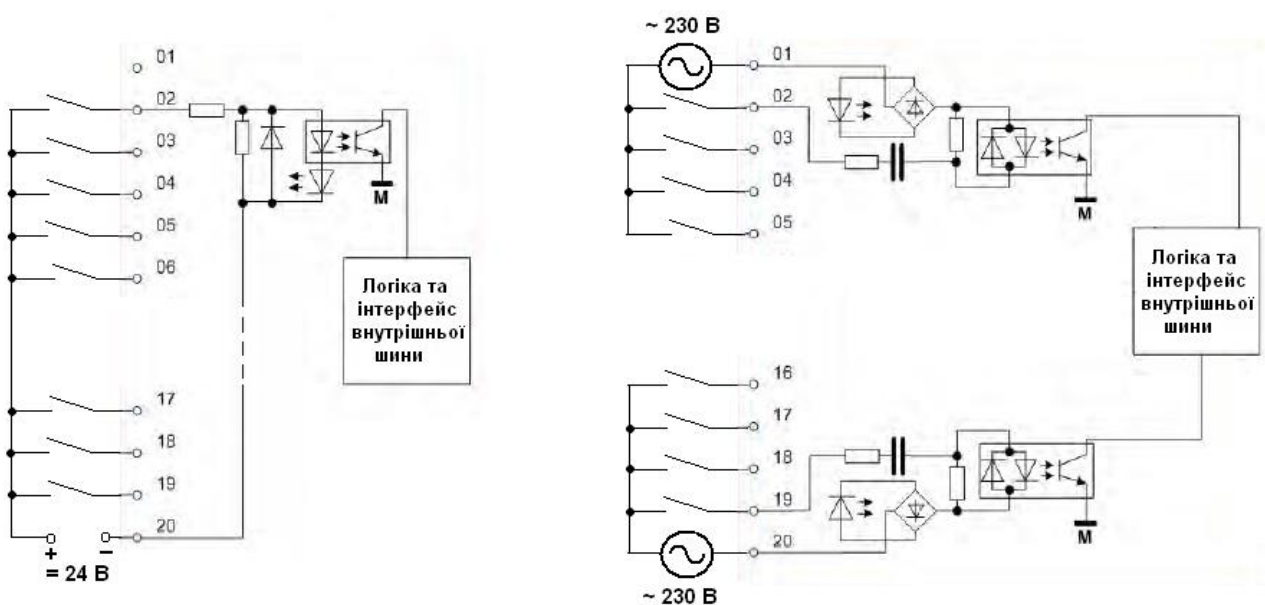 01
02
03
04
05
06
17
18
19
20
+ −
= 24 В
М
Логіка та
інтерфейс
внутрішньої
шини
~ 230 В
01
02
03
04
05
М
Логіка та
інтерфейс
внутрішньої
шини
16
17
18
19
20
М
~ 230 В